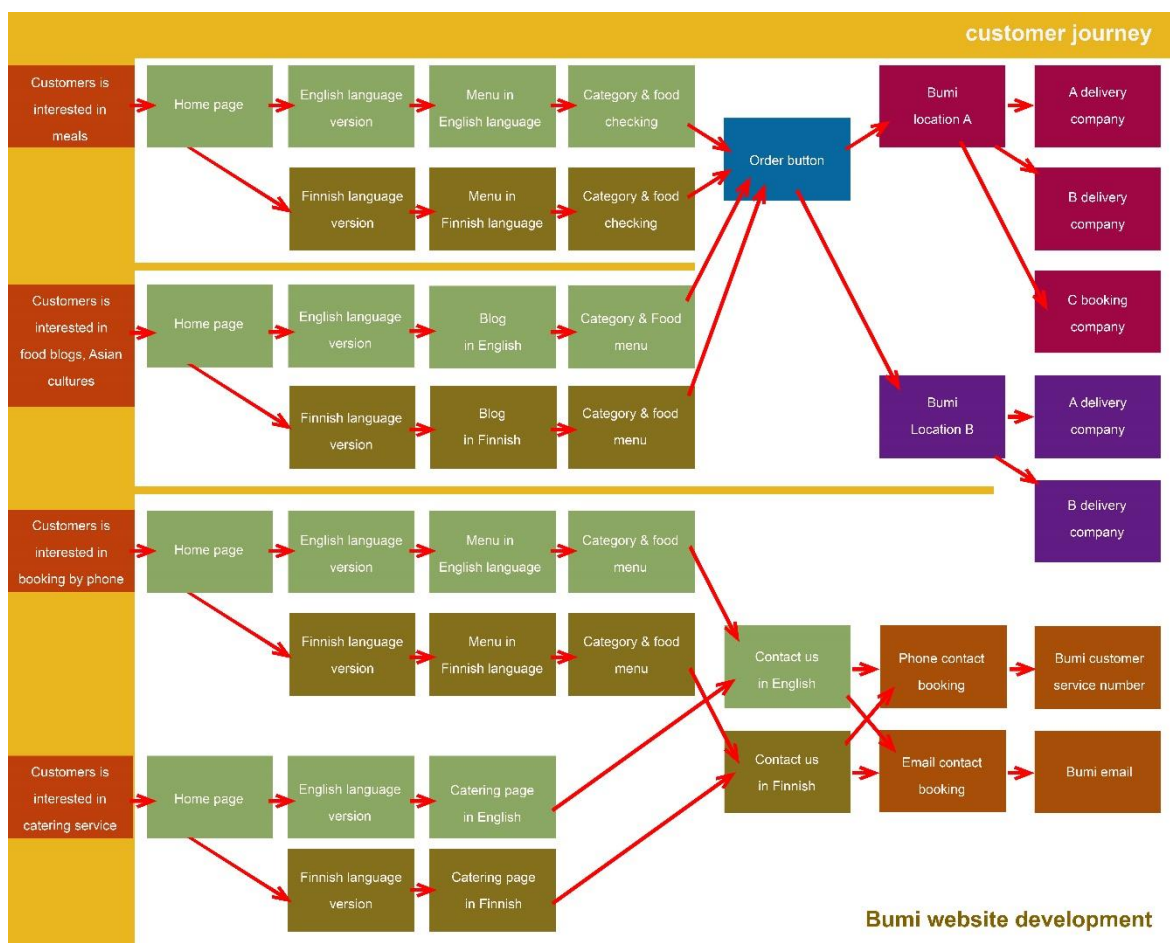 customer journey
Customers is
interested in
meals
Home page
English language
version
Menu in
English language
Category & food
checking
Finnish language
version
Menu in
Finnish language
Category & food
checking
Order button
Bumi
location A
A delivery
company
B delivery
company
C booking
company
Customers is
interested in
food blogs, Asian
cultures
Home page
English language
version
Blog
in English
Category & Food
menu
Finnish language
version
Blog
in Finnish
Category & food
menu
Bumi
Location B
A delivery
company
B delivery
company
Customers is
interested in
booking by phone
Home page
English language
version
Menu in
English language
Category & food
menu
Finnish language
version
Menu in
Finnish language
Category & food
menu
Contact us
in English
Phone contact
booking
Bumi customer
service number
Contact us
in Finnish
Email contact
booking
Bumi email
Customers is
interested in
catering service
Home page
English language
version
Catering page
in English
Finnish language
version
Catering page
in Finnish
Bumi website development